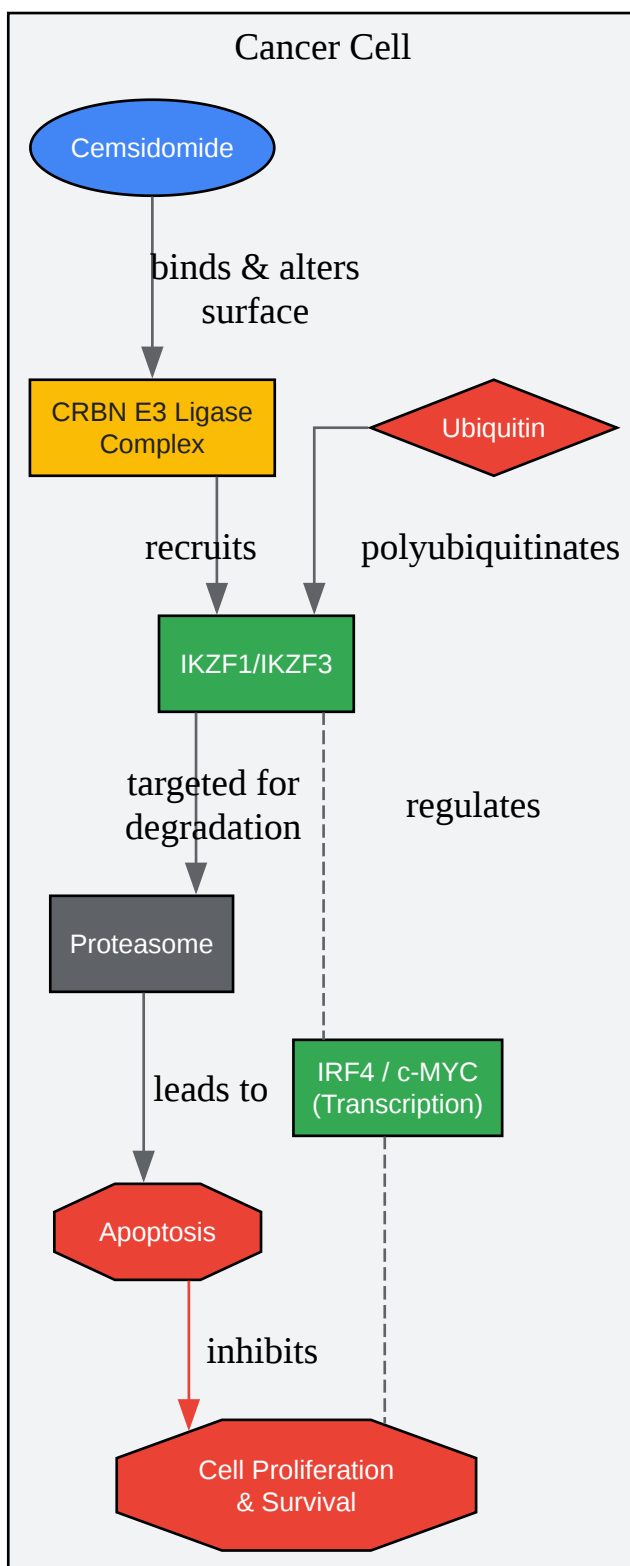 Cancer Cell
Cemsidomide
binds & alters
surface
CRBN E3 Ligase
Complex
Ubiquitin
recruits
polyubiquitinates
IKZF1/IKZF3
targeted for
degradation
regulates
Proteasome
IRF4 / c-MYC
(Transcription)
leads to
Apoptosis
inhibits
Cell Proliferation
& Survival